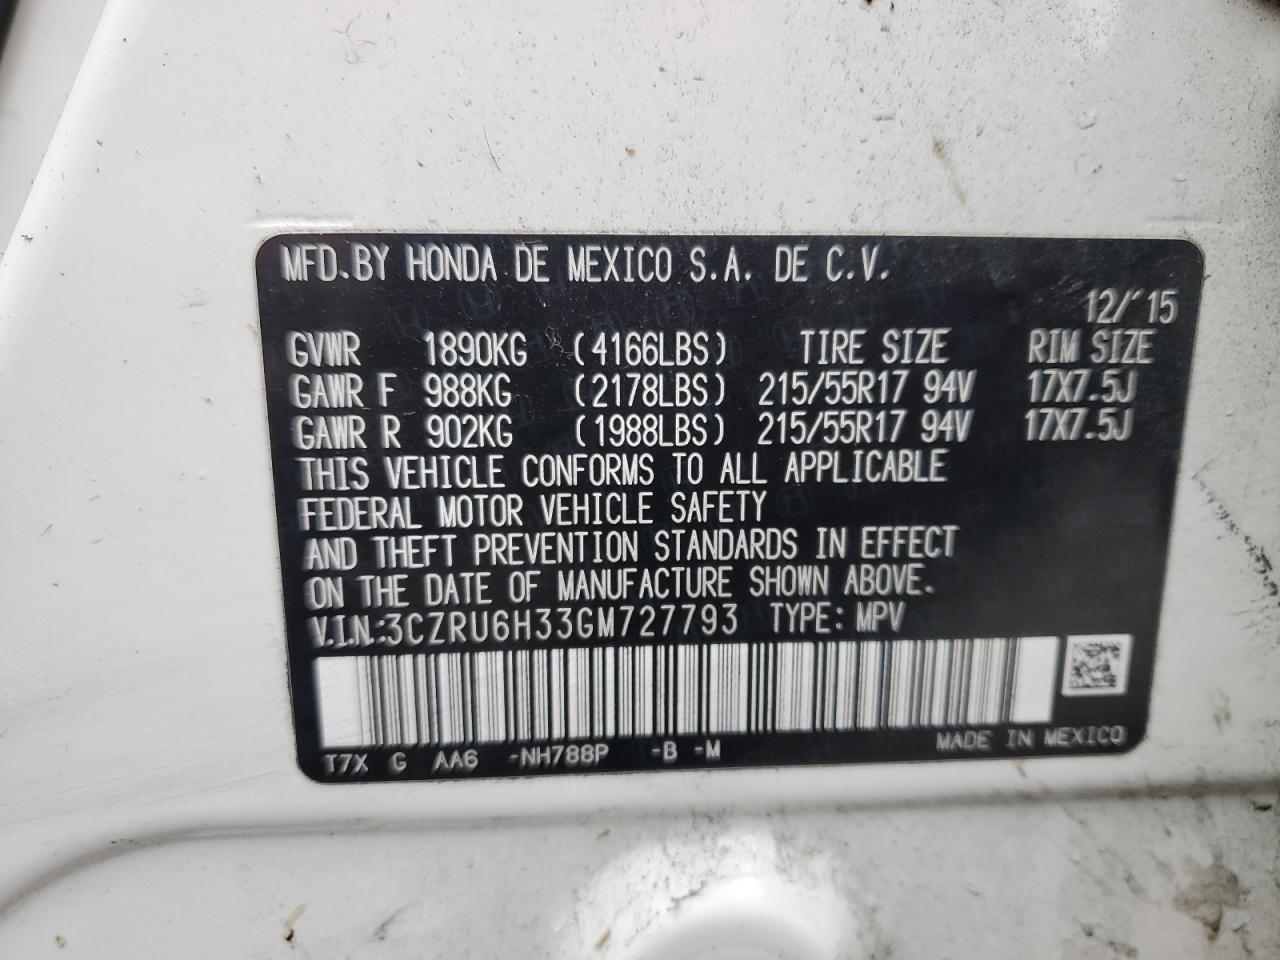 MFD.BY HONDA DE MEXICO S.A. DE C.V.
12/'15
GVWR 1890KG (4166LBS) TIRE SIZE RIM SIZE
GAWR F 988KG (2178LBS) 215/55R17 94V 17X7.5J
GAWR R 902KG (1988LBS) 215/55R17 94V 17X7.5J
THIS VEHICLE CONFORMS TO ALL APPLICABLE
FEDERAL MOTOR VEHICLE SAFETY
AND THEFT PREVENTION STANDARDS IN EFFECT
ON THE DATE OF MANUFACTURE SHOWN ABOVE.
V.I.N.:3CZRU6H33GM727793 TYPE: MPV
T7X G AA6 -NH788P -B -M MADE IN MEXICO